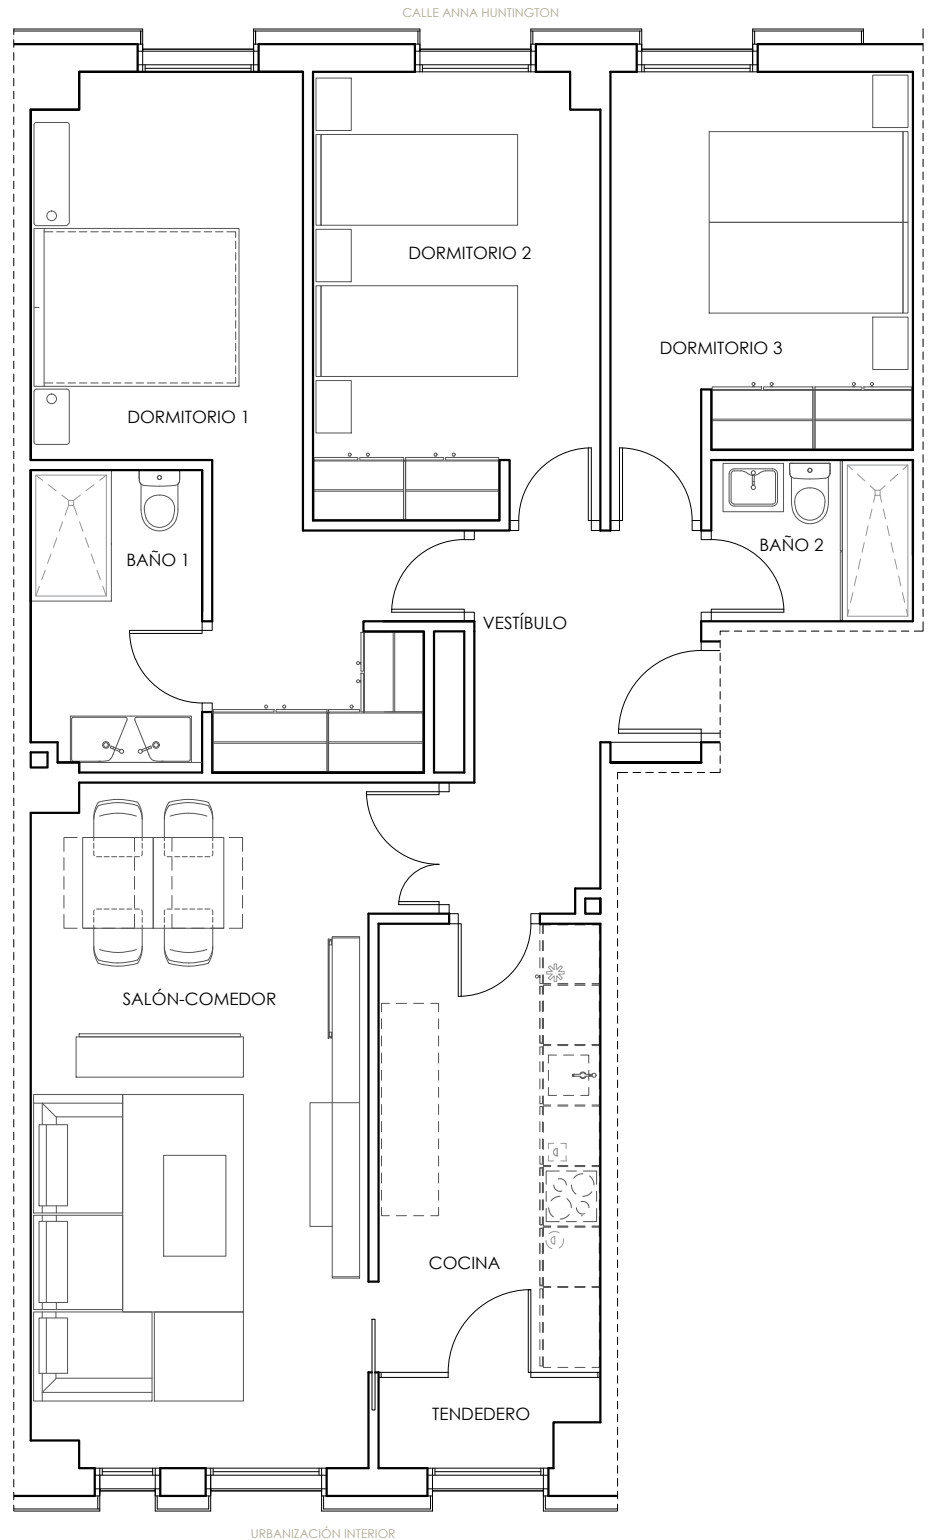 CALLE ANNA HUNTINGTON
DORMITORIO 2
DORMITORIO 3
DORMITORIO 1
BAÑO 2
BAÑO 1
VESTÍBULO
SALÓN-COMEDOR
COCINA
TENDEDERO
URBANIZACIÓN INTERIOR